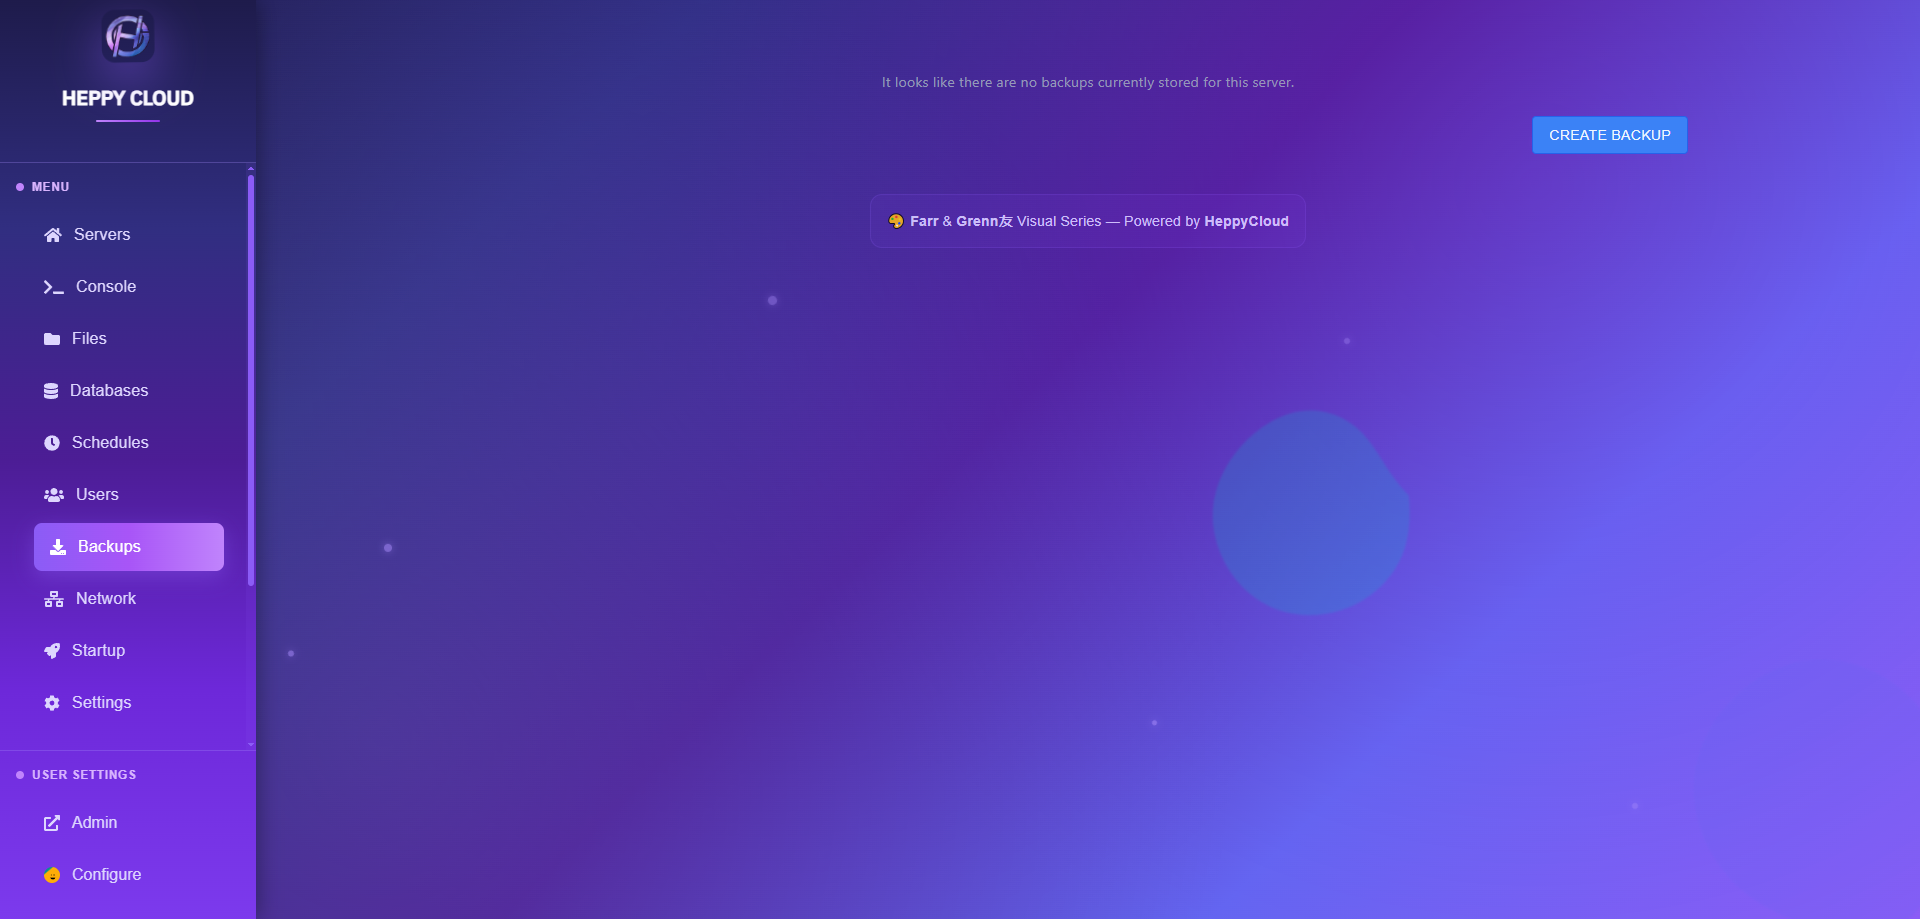 HEPPY CLOUD
MENU
Servers
Console
Files
Databases
Schedules
Users
Backups
Network
Startup
Settings
USER SETTINGS
Admin
Configure
It looks like there are no backups currently stored for this server.
CREATE BACKUP
Farr & Grenn友 Visual Series — Powered by HeppyCloud